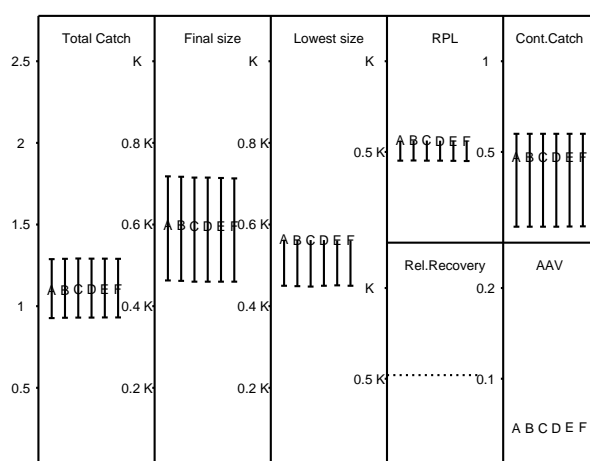 Total Catch Final size Lowest size RPL Cont.Catch
2.5 K K 1
2 0.8 K 0.8 K 0.5 K 0.5
A B C D E F
A B C D E F
1.5 0.6 K 0.6 K
A B C D E F
A B C D E F
Rel.Recovery AAV
A B C D E F
1 0.4 K 0.4 K K 0.2
0.5 0.2 K 0.2 K 0.5 K 0.1
A B C D E F